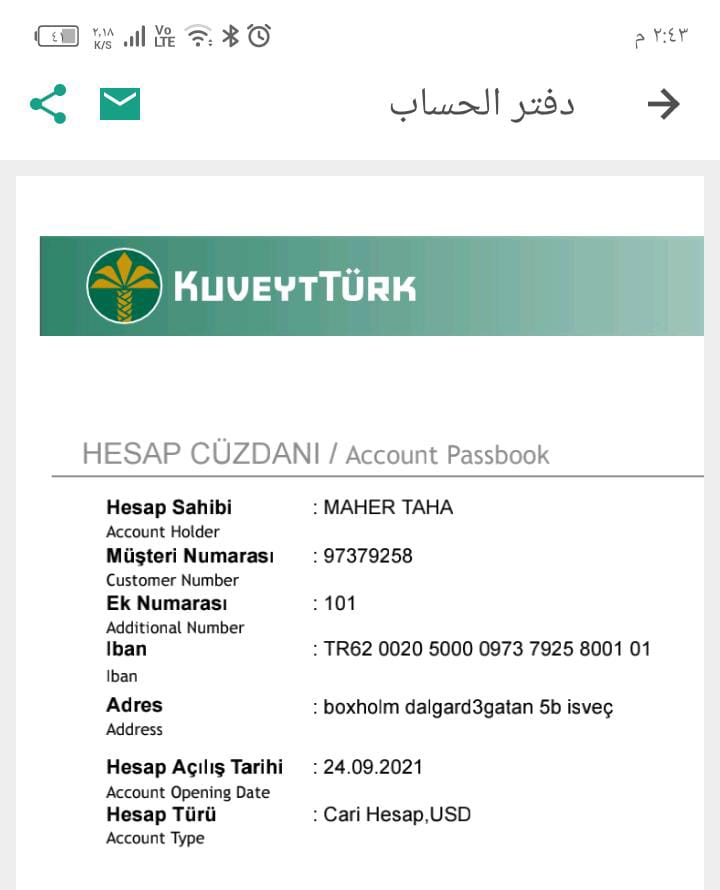 ٤١ ٢,١٨ K/S Vo LTE ٢:٤٣ م
دفتر الحساب
KUVEYTTÜRK
HESAP CÜZDANI / Account Passbook
Hesap Sahibi : MAHER TAHA
Account Holder
Müşteri Numarası : 97379258
Customer Number
Ek Numarası : 101
Additional Number
Iban : TR62 0020 5000 0973 7925 8001 01
Iban
Adres : boxholm dalgard3gatan 5b isveç
Address
Hesap Açılış Tarihi : 24.09.2021
Account Opening Date
Hesap Türü : Cari Hesap,USD
Account Type